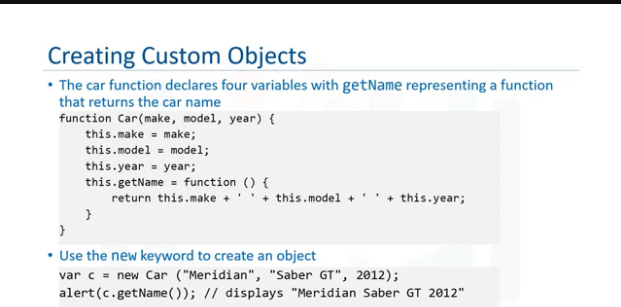 Creating Custom Objects
• The car function declares four variables with getName representing a function
that returns the car name
function Car(make, model, year) {
this.make = make;
this.model = model;
this.year = year;
this.getName = function () {
return this.make + ' ' + this.model + ' ' + this.year;
}
}
• Use the new keyword to create an object
var c = new Car ("Meridian", "Saber GT", 2012);
alert(c.getName()); // displays "Meridian Saber GT 2012"